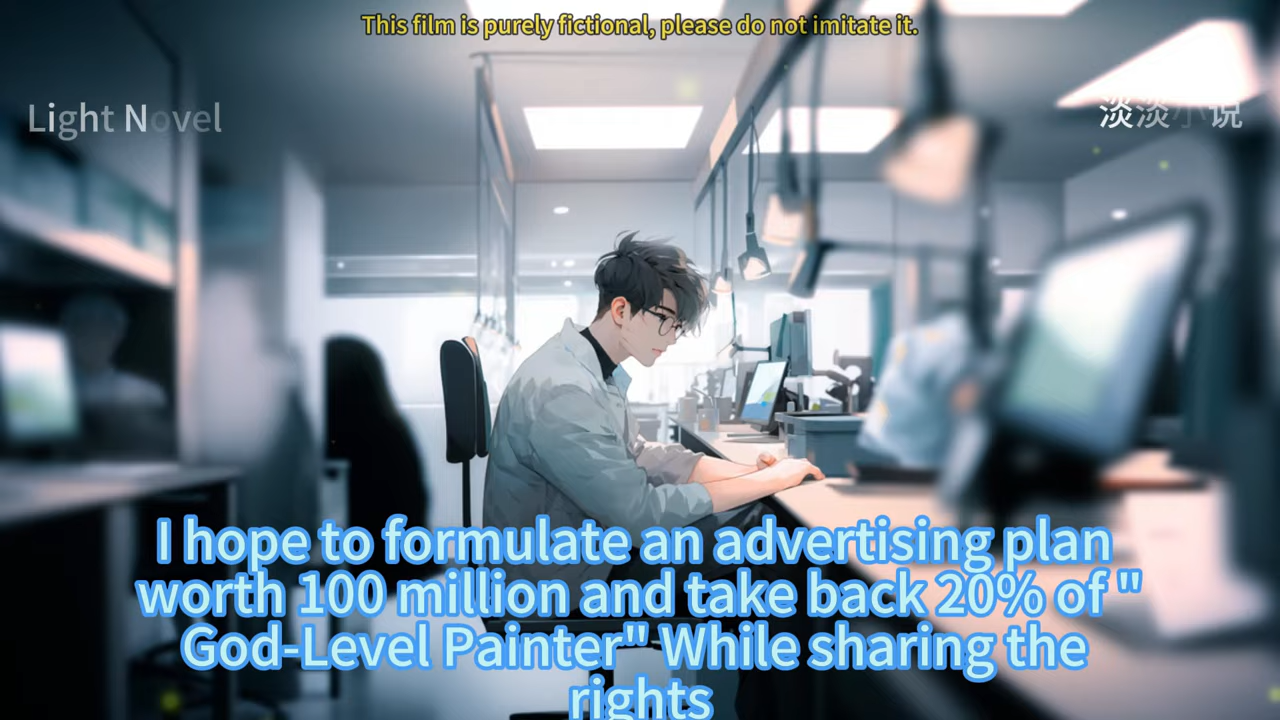 This film is purely fictional, please do not imitate it.
Light Novel
淡淡小说
I hope to formulate an advertising plan
worth 100 million and take back 20% of "
God-Level Painter" While sharing the
rights